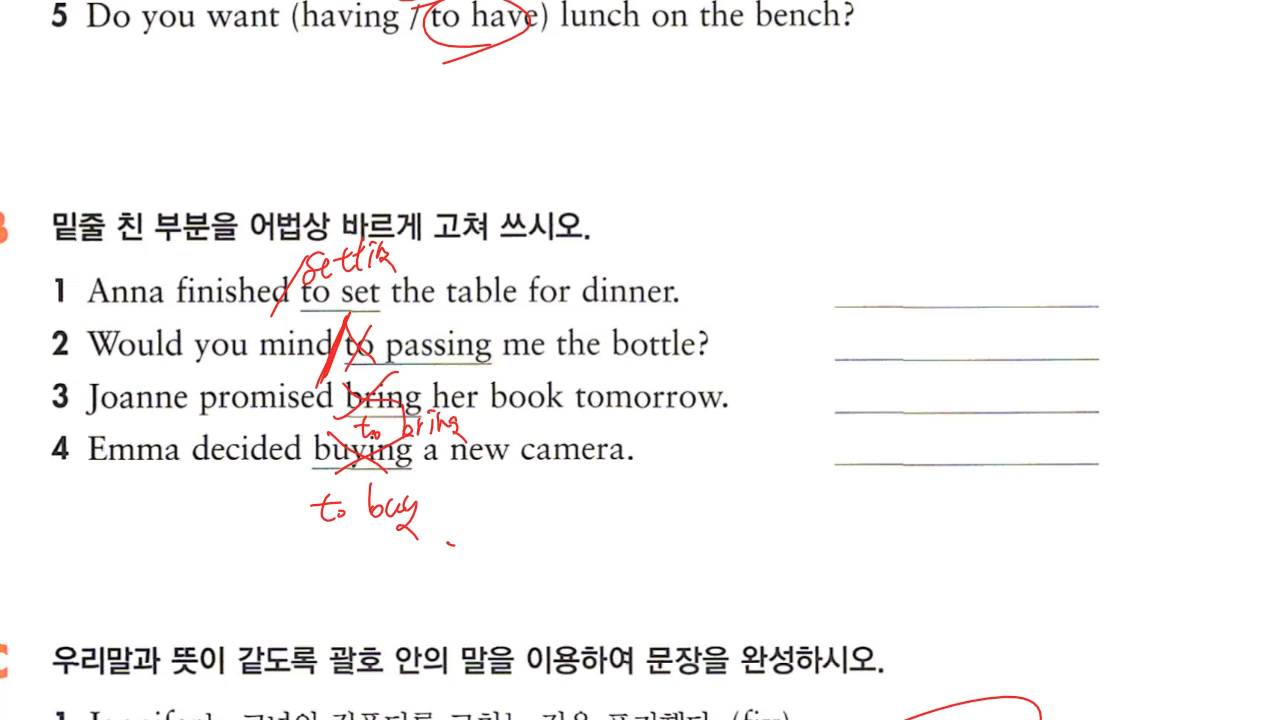 5 Do you want (having / to have) lunch on the bench?
B 밑줄 친 부분을 어법상 바르게 고쳐 쓰시오.
settin
1 Anna finished to set the table for dinner.
2 Would you mind to passing me the bottle?
3 Joanne promised bring her book tomorrow.
to bring
4 Emma decided buying a new camera.
to buy
C 우리말과 뜻이 같도록 괄호 안의 말을 이용하여 문장을 완성하시오.